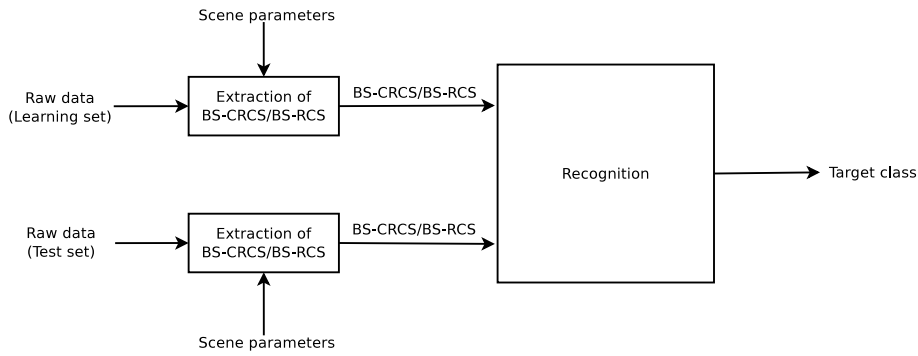 Scene parameters
Raw data
(Learning set)
Extraction of
BS-CRCS/BS-RCS
BS-CRCS/BS-RCS
Recognition
Target class
Raw data
(Test set)
Extraction of
BS-CRCS/BS-RCS
BS-CRCS/BS-RCS
Scene parameters